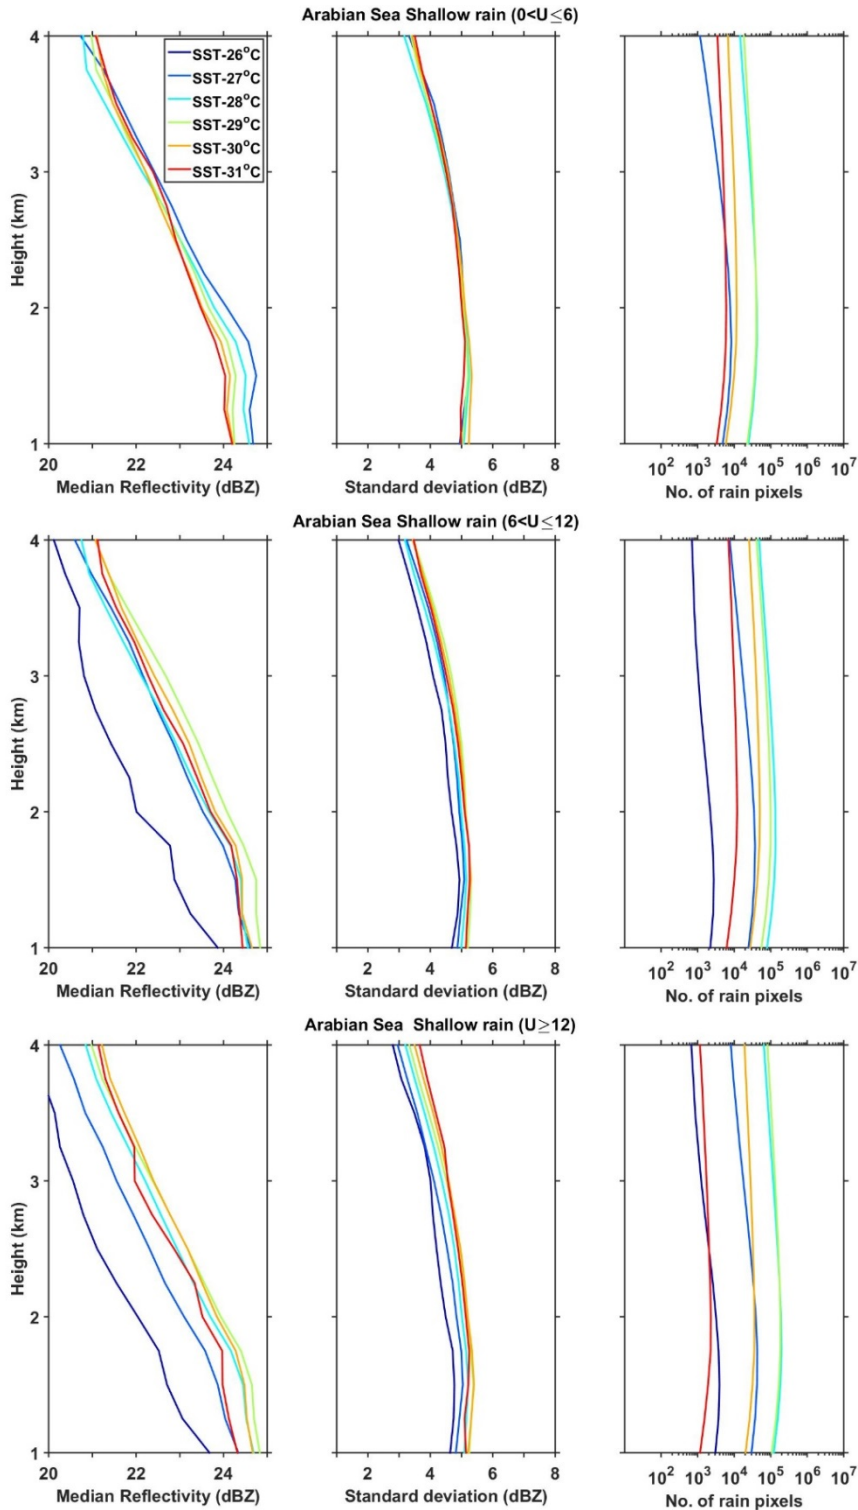 Arabian Sea Shallow rain (0<U≤6)
4
3
2
1
Height (km)
SST-26°C
SST-27°C
SST-28°C
SST-29°C
SST-30°C
SST-31°C
20 22 24
Median Reflectivity (dBZ)
2 4 6 8
Standard deviation (dBZ)
10² 10³ 10⁴ 10⁵ 10⁶ 10⁷
No. of rain pixels
Arabian Sea Shallow rain (6<U≤12)
4
3
2
1
Height (km)
20 22 24
Median Reflectivity (dBZ)
2 4 6 8
Standard deviation (dBZ)
10² 10³ 10⁴ 10⁵ 10⁶ 10⁷
No. of rain pixels
Arabian Sea  Shallow rain (U≥12)
4
3
2
1
Height (km)
20 22 24
Median Reflectivity (dBZ)
2 4 6 8
Standard deviation (dBZ)
10² 10³ 10⁴ 10⁵ 10⁶ 10⁷
No. of rain pixels